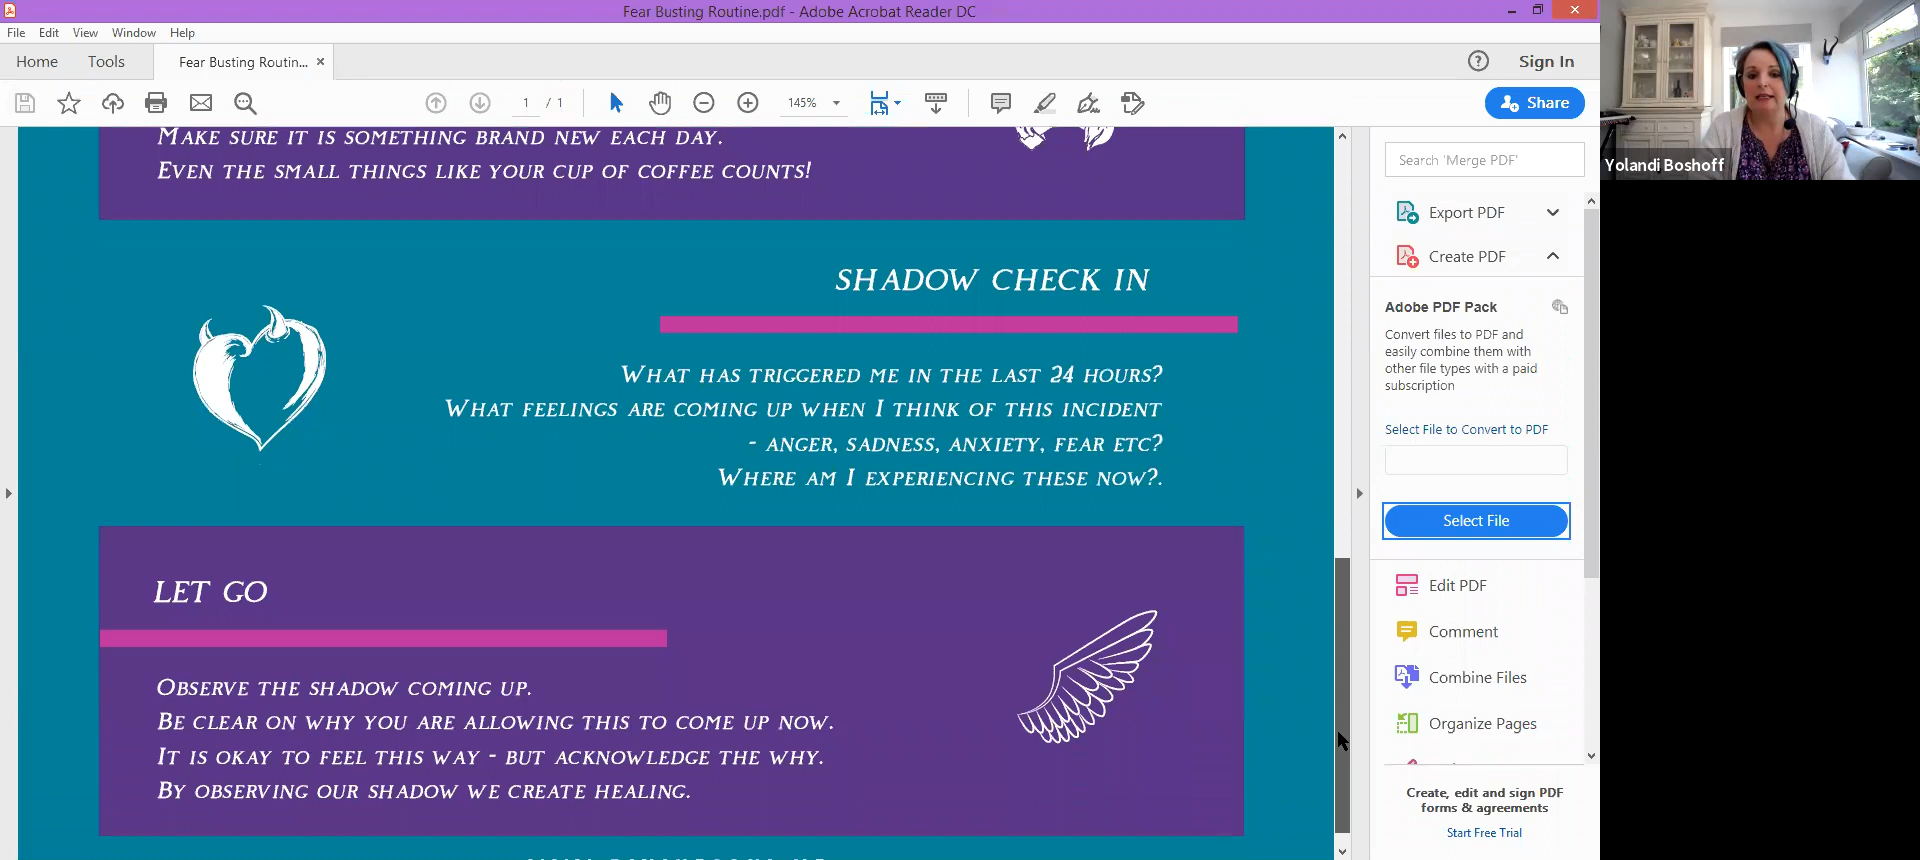 Fear Busting Routine.pdf - Adobe Acrobat Reader DC
File Edit View Window Help
Home Tools Fear Busting Routin... Sign In
1 / 1 145% Share
MAKE SURE IT IS SOMETHING BRAND NEW EACH DAY.
EVEN THE SMALL THINGS LIKE YOUR CUP OF COFFEE COUNTS!
SHADOW CHECK IN
WHAT HAS TRIGGERED ME IN THE LAST 24 HOURS?
WHAT FEELINGS ARE COMING UP WHEN I THINK OF THIS INCIDENT
- ANGER, SADNESS, ANXIETY, FEAR ETC?
WHERE AM I EXPERIENCING THESE NOW?.
LET GO
OBSERVE THE SHADOW COMING UP.
BE CLEAR ON WHY YOU ARE ALLOWING THIS TO COME UP NOW.
IT IS OKAY TO FEEL THIS WAY - BUT ACKNOWLEDGE THE WHY.
BY OBSERVING OUR SHADOW WE CREATE HEALING.
Search 'Merge PDF'
Export PDF
Create PDF
Adobe PDF Pack
Convert files to PDF and
easily combine them with
other file types with a paid
subscription
Select File to Convert to PDF
Select File
Edit PDF
Comment
Combine Files
Organize Pages
Create, edit and sign PDF
forms & agreements
Start Free Trial
Yolandi Boshoff